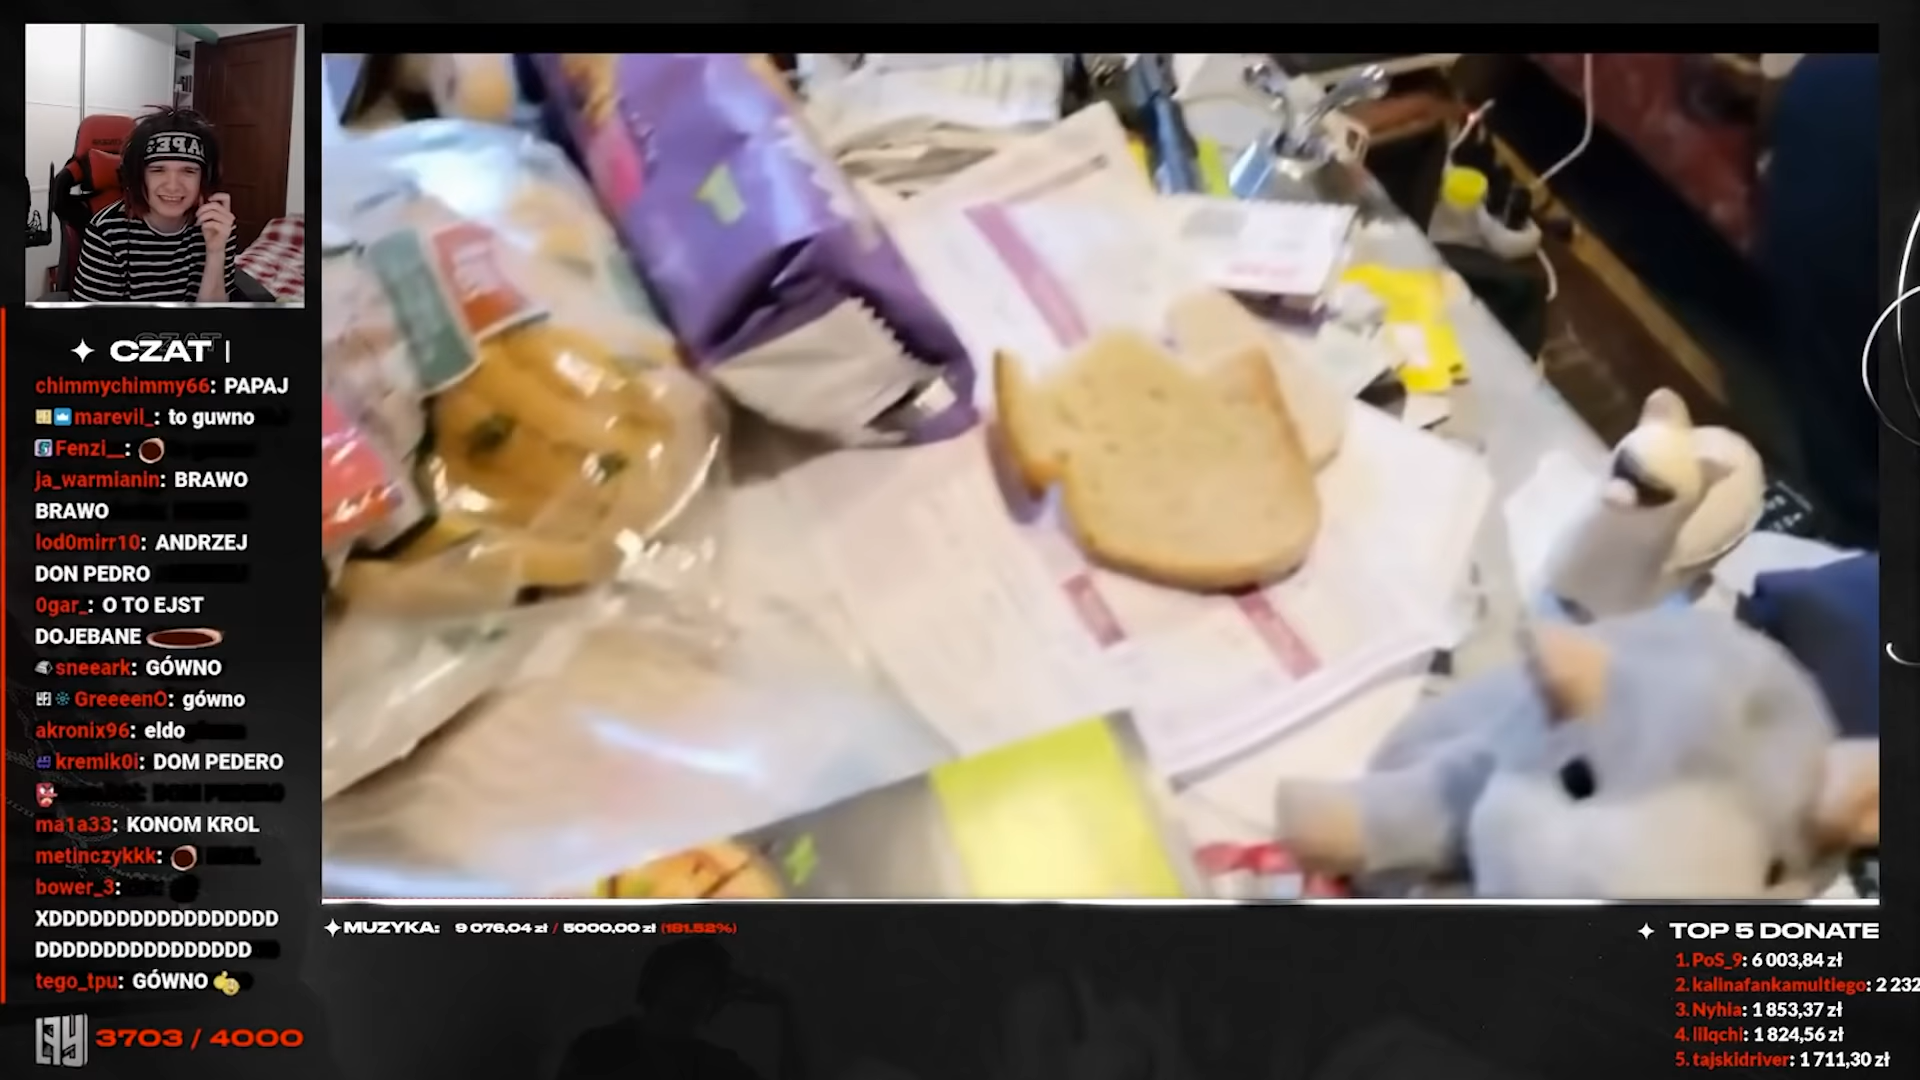 BAPE
CZAT
chimmychimmy66: PAPAJ
marevil_: to guwno
Fenzi__:
ja_warmianin: BRAWO
BRAWO
lod0mirr10: ANDRZEJ
DON PEDRO
0gar_: O TO EJST
DOJEBANE
sneeark: GÓWNO
GreeeenO: gówno
akronix96: eldo
kremik0i: DOM PEDERO
ma1a33: KONOM KROL
metinczykkk:
bower_3:
XDDDDDDDDDDDDDDDDD
DDDDDDDDDDDDDDDD
tego_tpu: GÓWNO
3703 / 4000
MUZYKA: 9 076,04 zł / 5000,00 zł (181.52%)
TOP 5 DONATE
1. PoS_9: 6 003,84 zł
2. kalinafankamultiego: 2 232
3. Nyhia: 1 853,37 zł
4. lilqchi: 1 824,56 zł
5. tajskidriver: 1 711,30 zł